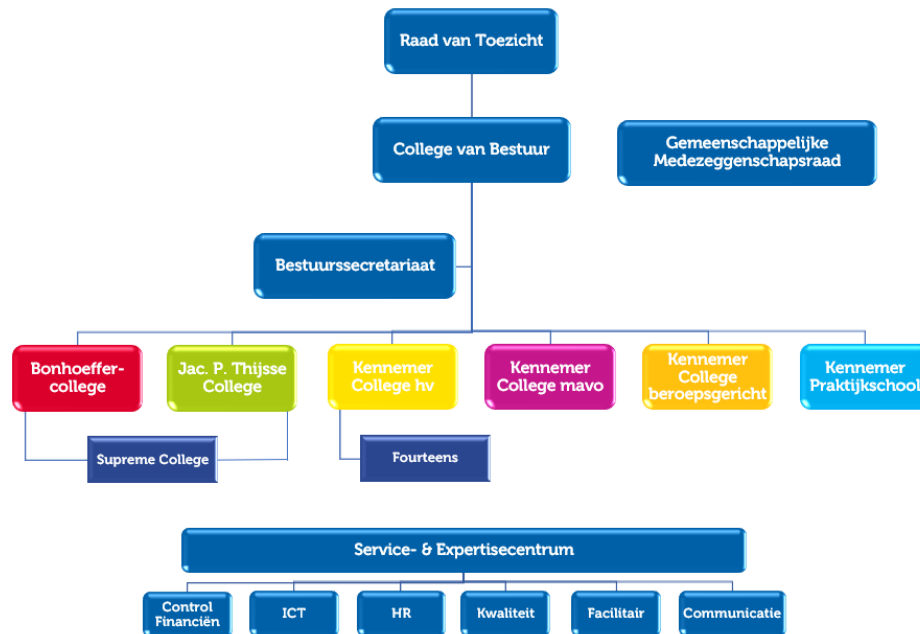 Raad van Toezicht
College van Bestuur
Gemeenschappelijke
Medezeggenschapsraad
Bestuurssecretariaat
Bonhoeffer-
college
Jac. P. Thijsse
College
Kennemer
College hv
Kennemer
College mavo
Kennemer
College
beroepsgericht
Kennemer
Praktijkschool
Supreme College
Fourteens
Service- & Expertisecentrum
Control
Financiën
ICT
HR
Kwaliteit
Facilitair
Communicatie